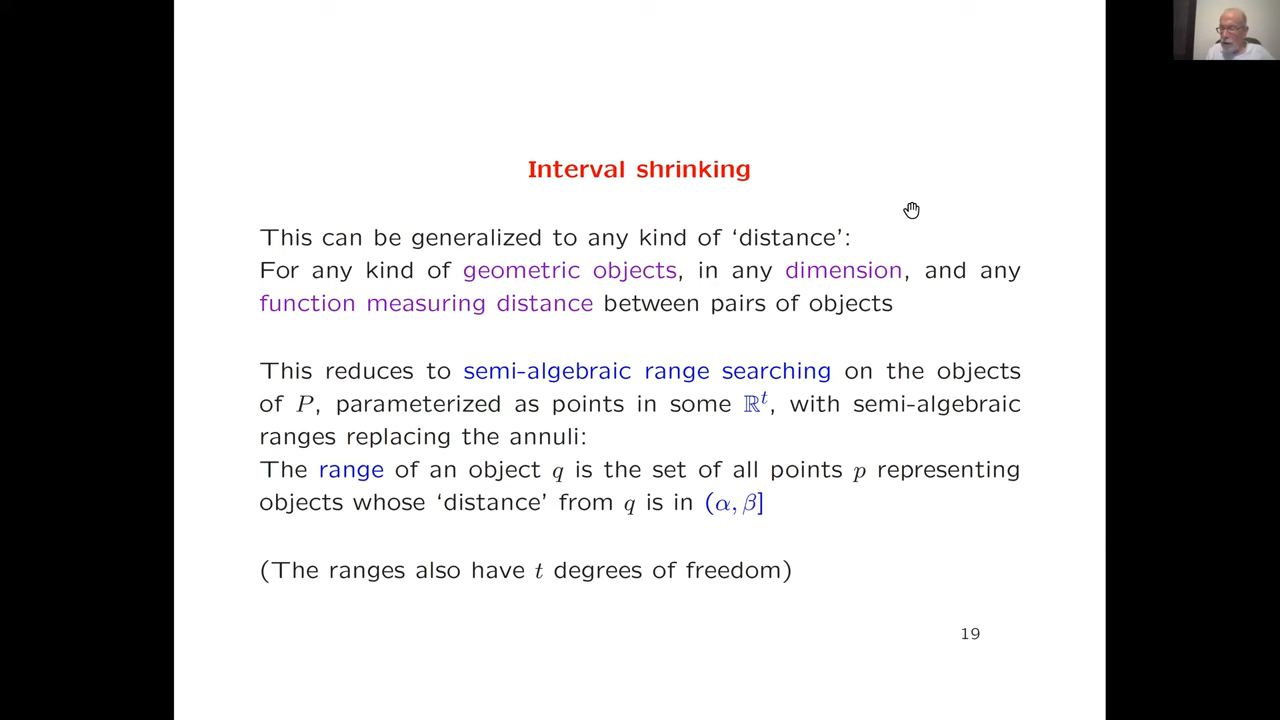 Interval shrinking
This can be generalized to any kind of ‘distance’:
For any kind of geometric objects, in any dimension, and any
function measuring distance between pairs of objects
This reduces to semi-algebraic range searching on the objects
of P, parameterized as points in some ℝᵗ, with semi-algebraic
ranges replacing the annuli:
The range of an object q is the set of all points p representing
objects whose ‘distance’ from q is in (α, β]
(The ranges also have t degrees of freedom)
19